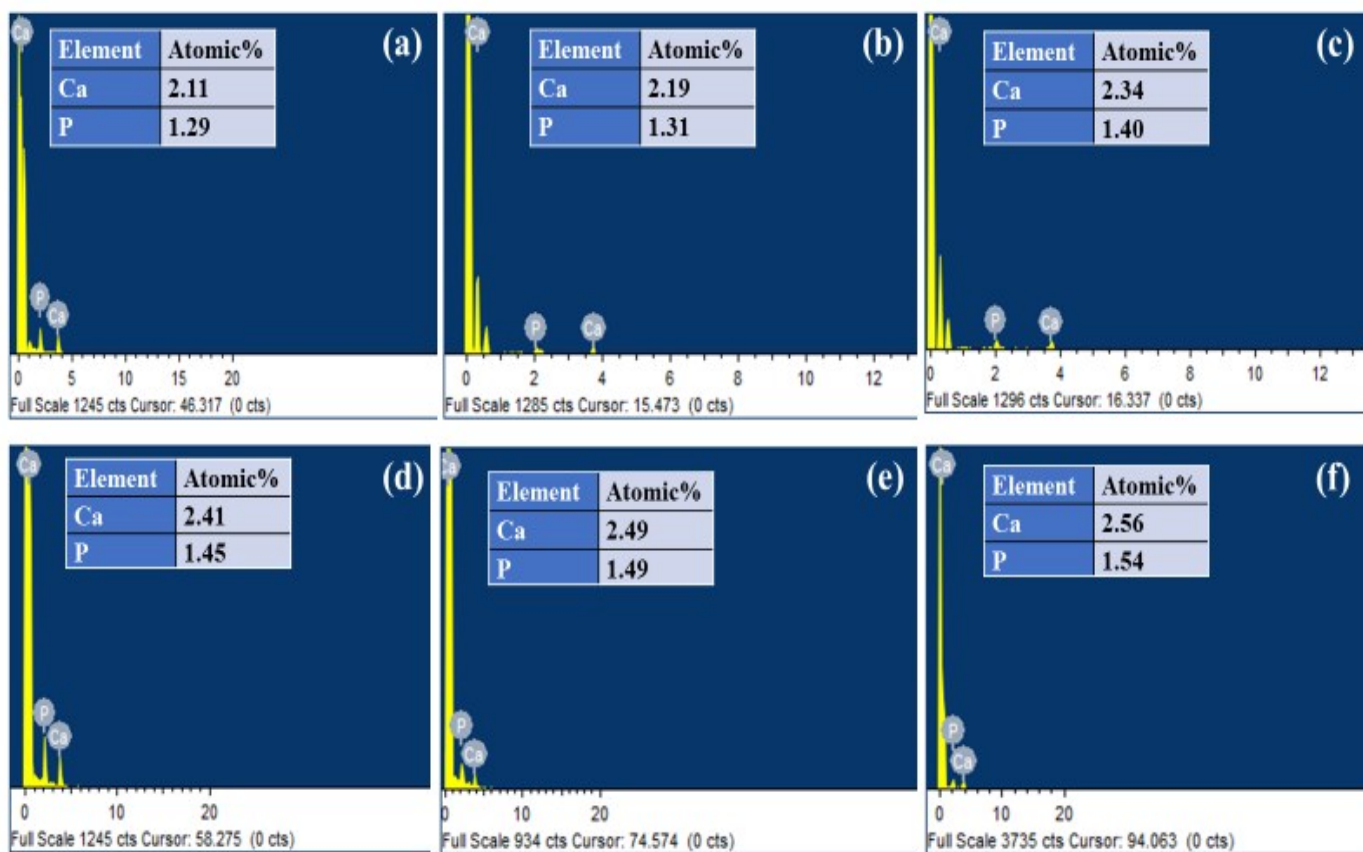 (a)
Ca
Element Atomic%
Ca 2.11
P 1.29
P
Ca
0 5 10 15 20
Full Scale 1245 cts Cursor: 46.317 (0 cts)
(b)
Ca
Element Atomic%
Ca 2.19
P 1.31
P Ca
0 2 4 6 8 10 12
Full Scale 1285 cts Cursor: 15.473 (0 cts)
(c)
Ca
Element Atomic%
Ca 2.34
P 1.40
P Ca
0 2 4 6 8 10 12
Full Scale 1296 cts Cursor: 16.337 (0 cts)
(d)
Ca
Element Atomic%
Ca 2.41
P 1.45
P
Ca
0 10 20
Full Scale 1245 cts Cursor: 58.275 (0 cts)
(e)
Ca
Element Atomic%
Ca 2.49
P 1.49
P
Ca
0 10 20
Full Scale 934 cts Cursor: 74.574 (0 cts)
(f)
Ca
Element Atomic%
Ca 2.56
P 1.54
P
Ca
0 10 20
Full Scale 3735 cts Cursor: 94.063 (0 cts)